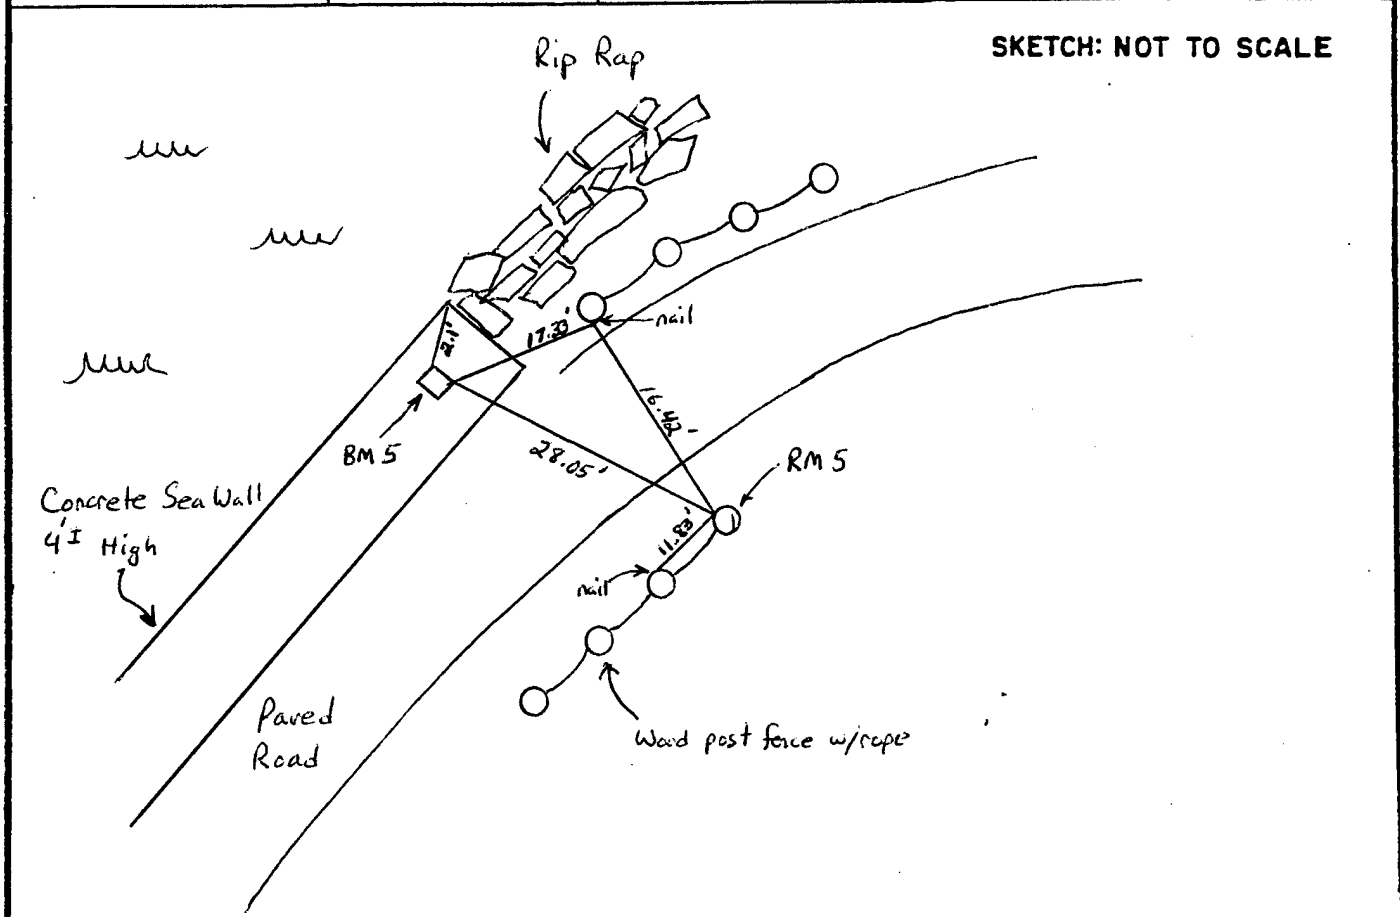 SKETCH: NOT TO SCALE
Rip Rap
17.33'
nail
2.1'
16.42'
BM 5
28.05'
RM 5
Concrete Sea Wall
4'± High
11.83'
nail
Paved
Road
Wood post fence w/rope